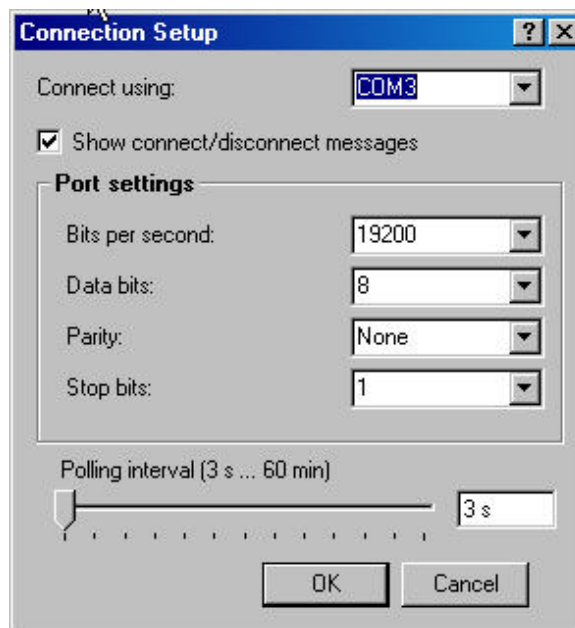 Connection Setup
Connect using: COM3
Show connect/disconnect messages
Port settings
Bits per second: 19200
Data bits: 8
Parity: None
Stop bits: 1
Polling interval (3 s ... 60 min)
3 s
OK Cancel